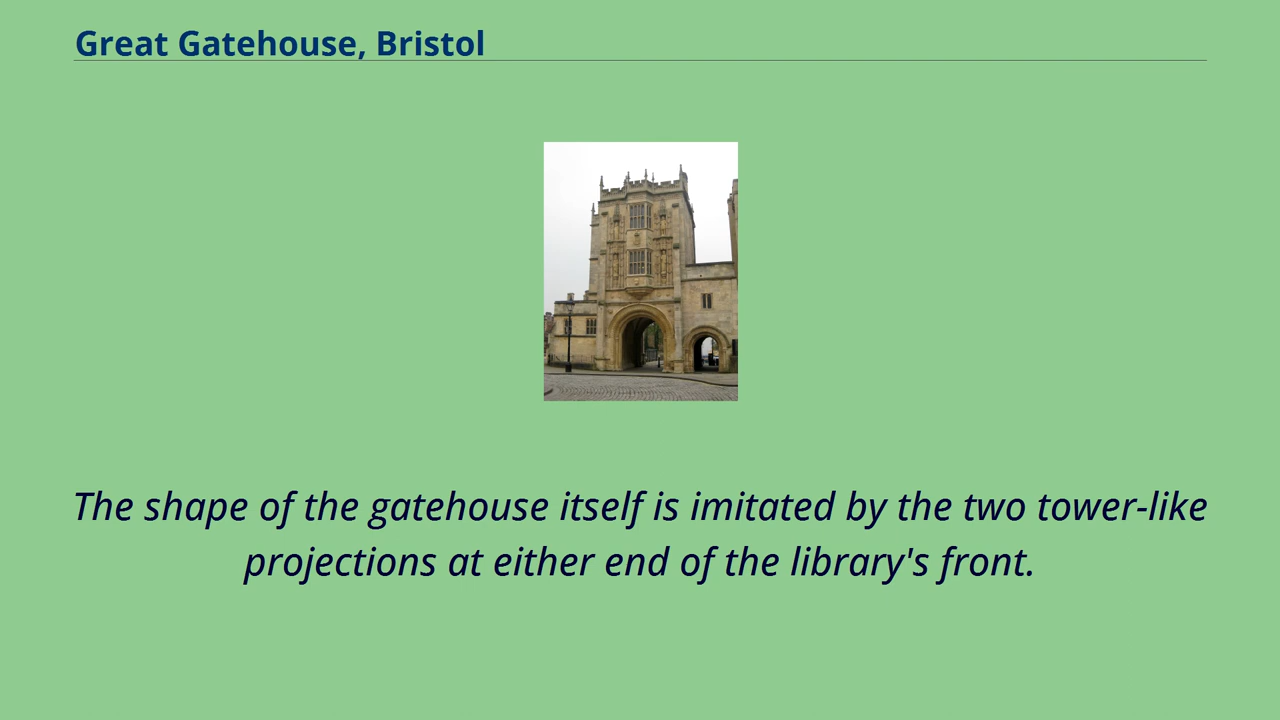 Great Gatehouse, Bristol
The shape of the gatehouse itself is imitated by the two tower-like
projections at either end of the library's front.